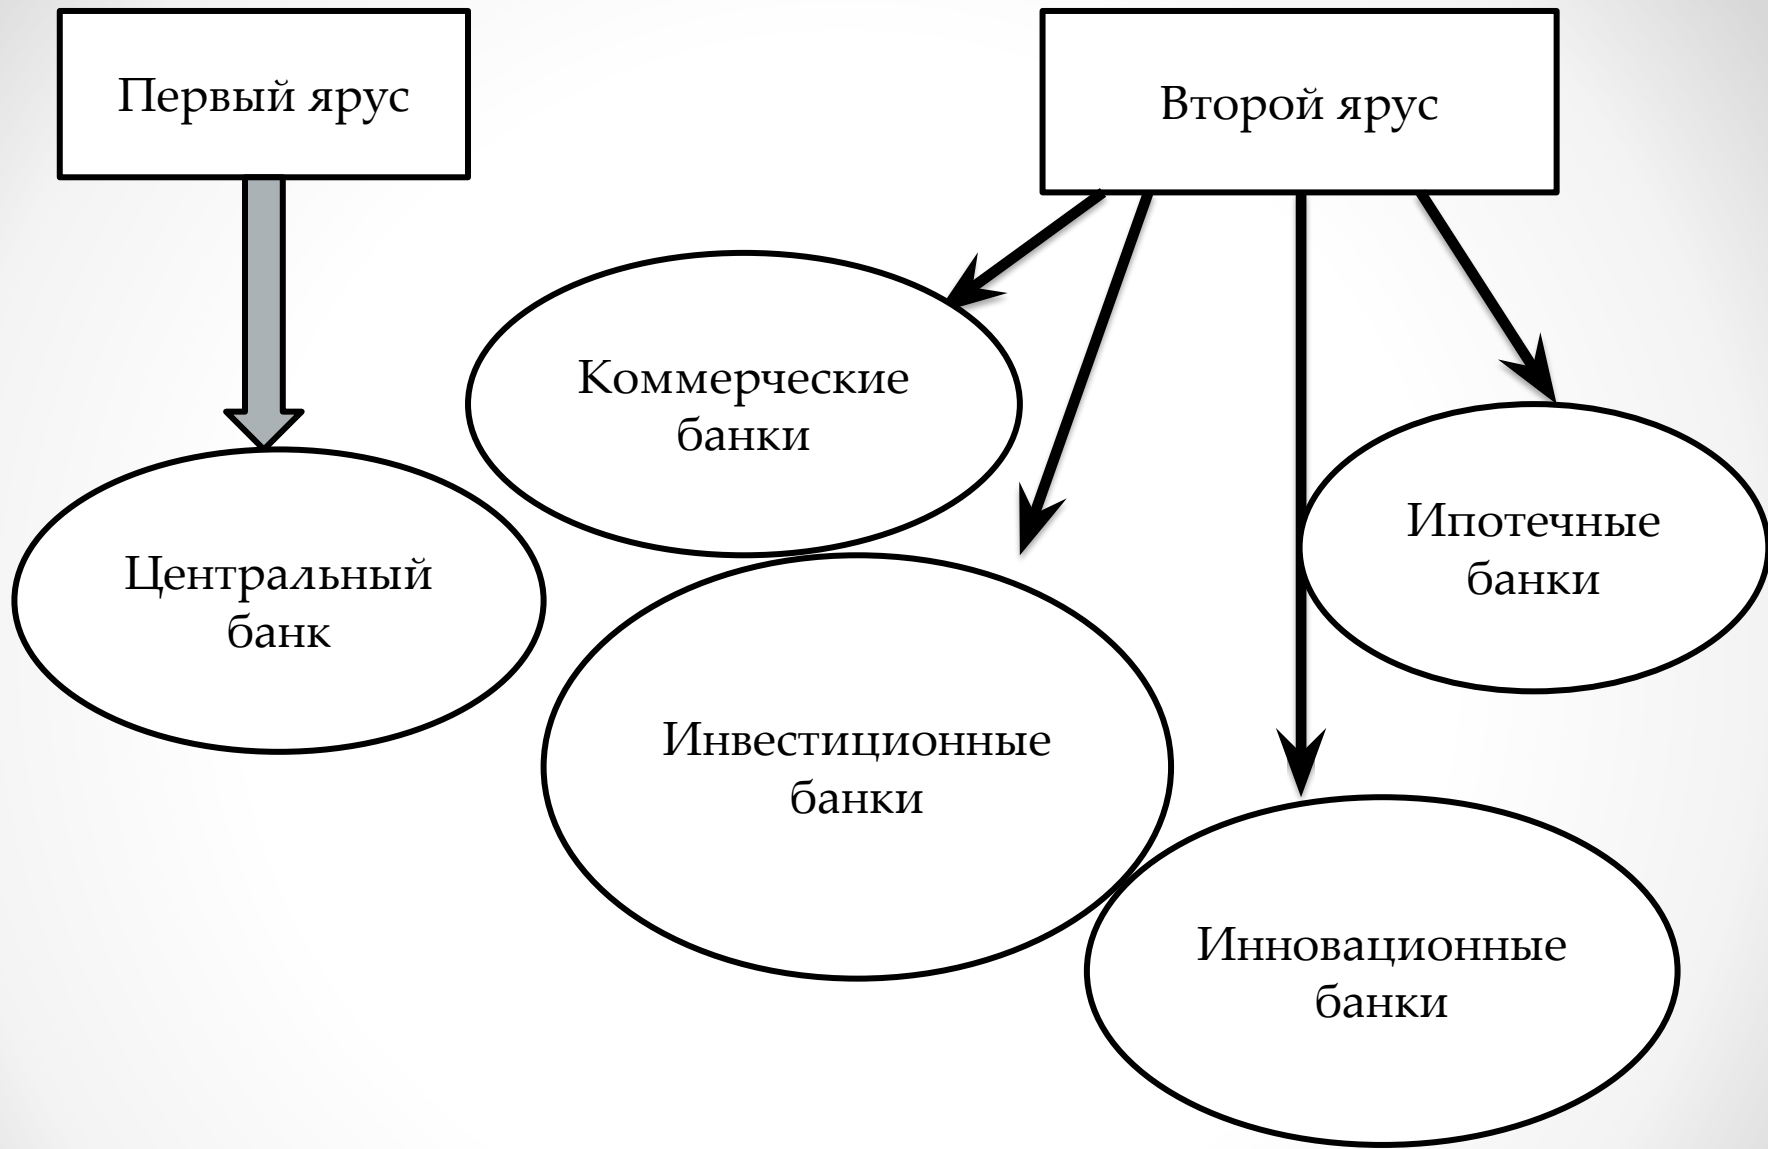 Первый ярус
Второй ярус
Коммерческие
банки
Центральный
банк
Ипотечные
банки
Инвестиционные
банки
Инновационные
банки